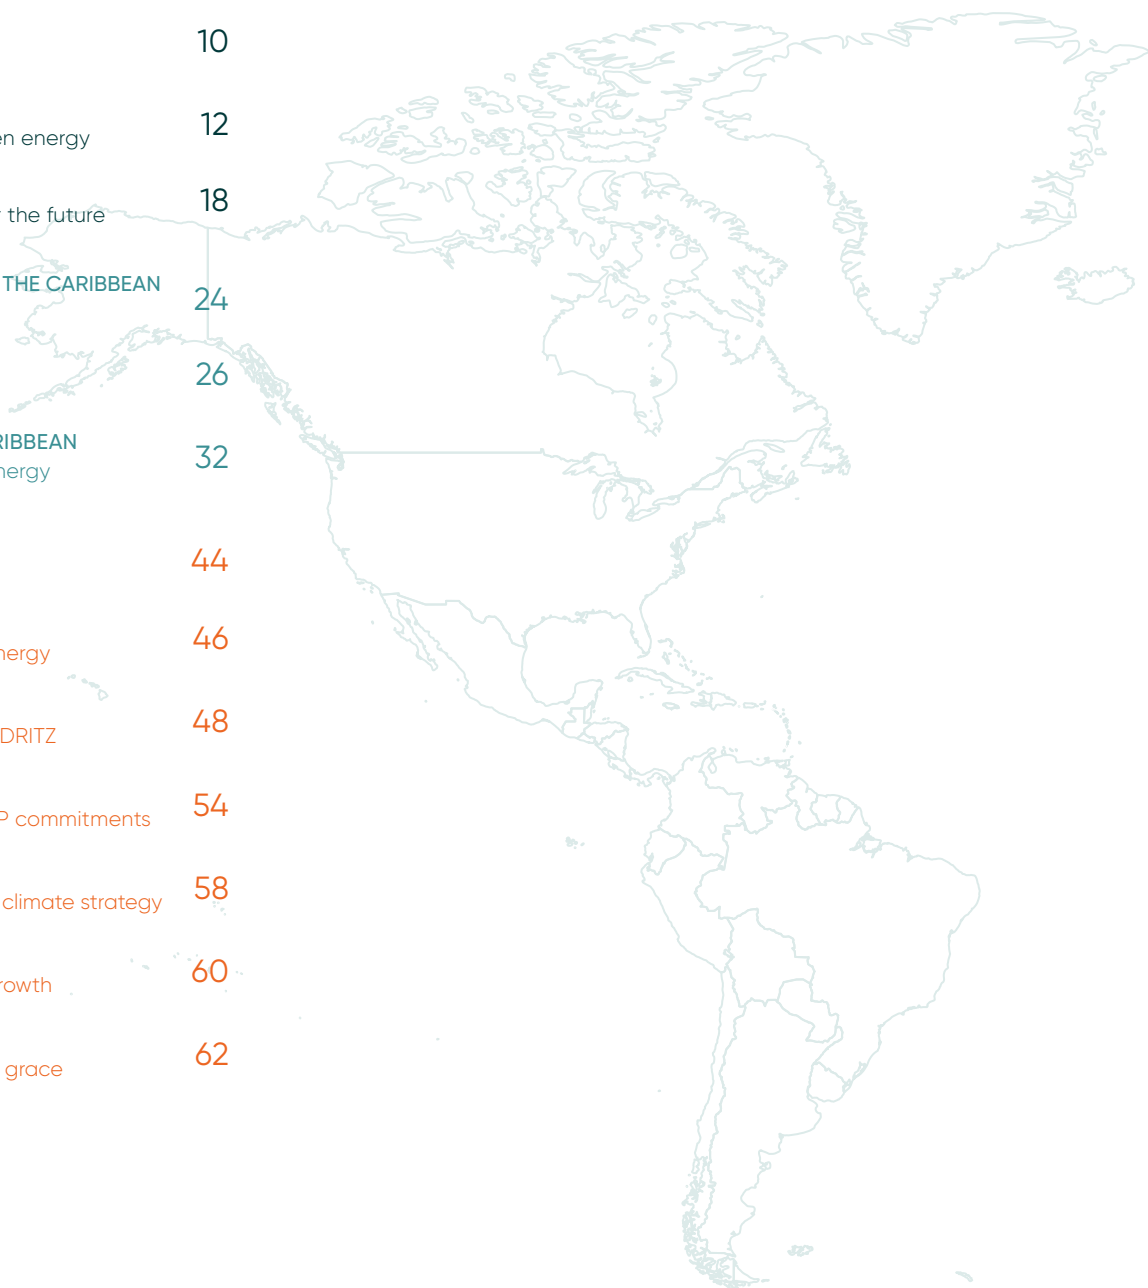 10
12
en energy
18
the future
THE CARIBBEAN
24
26
RIBBEAN
32
nergy
44
46
nergy
48
DRITZ
54
P commitments
58
climate strategy
60
rowth
62
grace